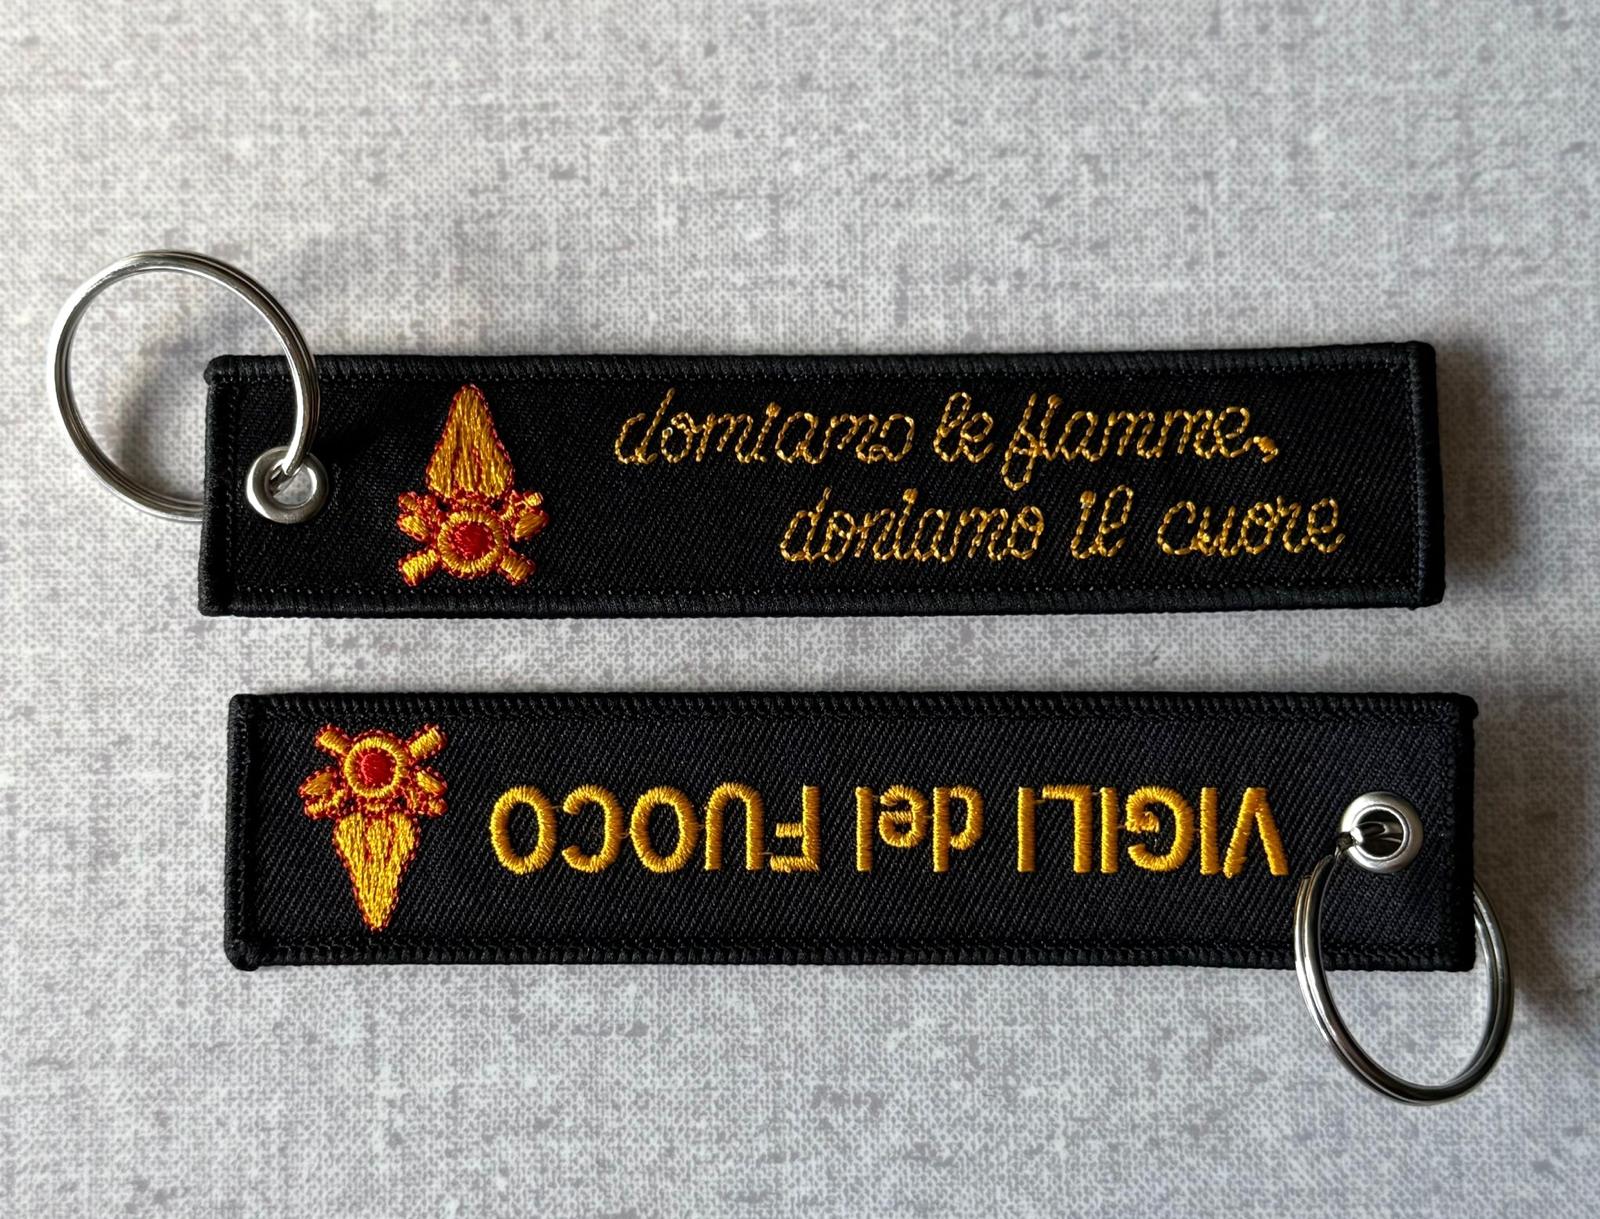 domiamo le fiamme,
doniamo il cuore
VIGILI del FUOCO